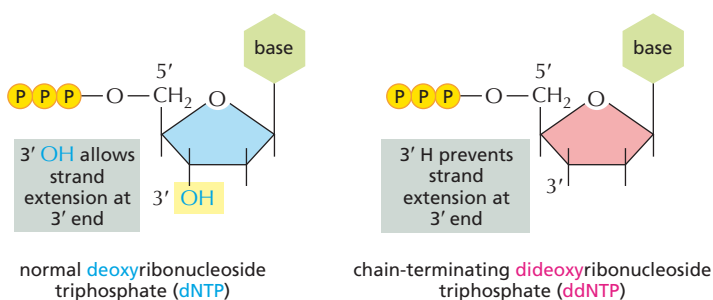 base
5′
P P P — O — CH₂ O
3′ OH allows
strand
extension at
3′ end
3′ OH
normal deoxyribonucleoside
triphosphate (dNTP)
base
5′
P P P — O — CH₂ O
3′ H prevents
strand
extension at
3′ end
3′
chain-terminating dideoxyribonucleoside
triphosphate (ddNTP)